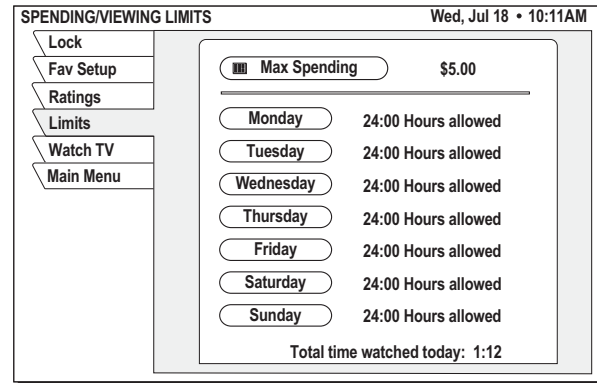 SPENDING/VIEWING LIMITS Wed, Jul 18 • 10:11AM
Lock
Fav Setup
Ratings
Limits
Watch TV
Main Menu
Max Spending $5.00
Monday 24:00 Hours allowed
Tuesday 24:00 Hours allowed
Wednesday 24:00 Hours allowed
Thursday 24:00 Hours allowed
Friday 24:00 Hours allowed
Saturday 24:00 Hours allowed
Sunday 24:00 Hours allowed
Total time watched today: 1:12